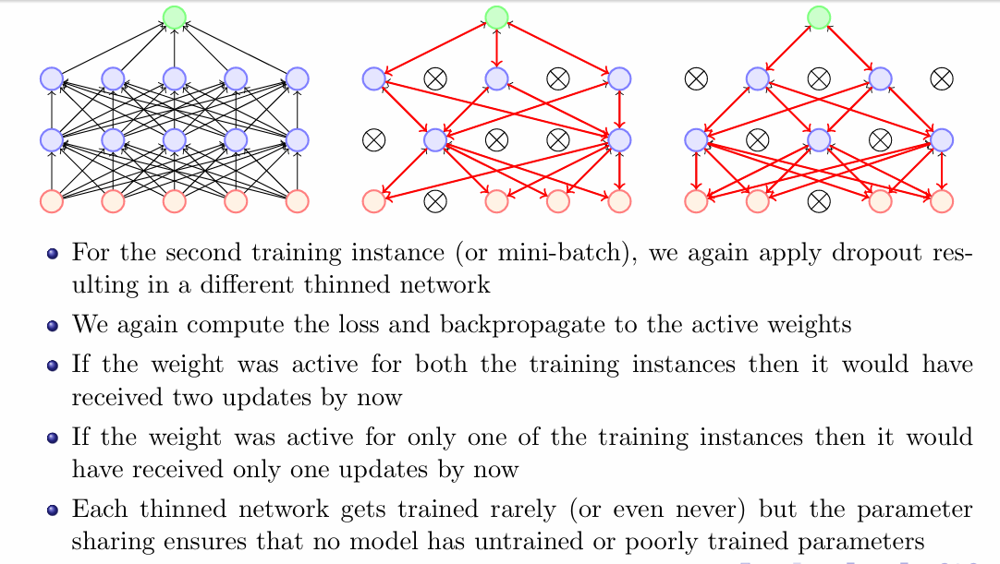 For the second training instance (or mini-batch), we again apply dropout res-
ulting in a different thinned network
We again compute the loss and backpropagate to the active weights
If the weight was active for both the training instances then it would have
received two updates by now
If the weight was active for only one of the training instances then it would
have received only one updates by now
Each thinned network gets trained rarely (or even never) but the parameter
sharing ensures that no model has untrained or poorly trained parameters